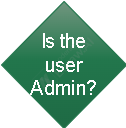 Is the
user
Admin?